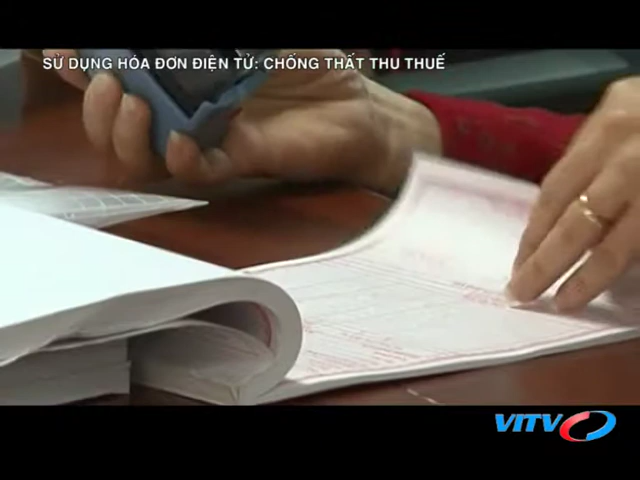 SỬ DỤNG HÓA ĐƠN ĐIỆN TỬ: CHỐNG THẤT THU THUẾ
VITV